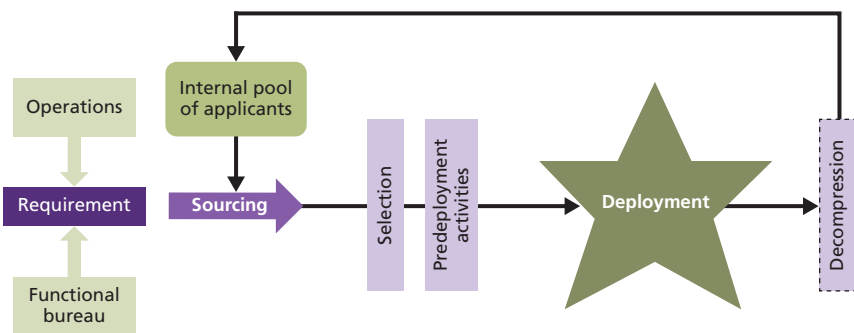 Operations
Requirement
Functional
bureau
Internal pool
of applicants
Sourcing
Selection
Predeployment
activities
Deployment
Decompression